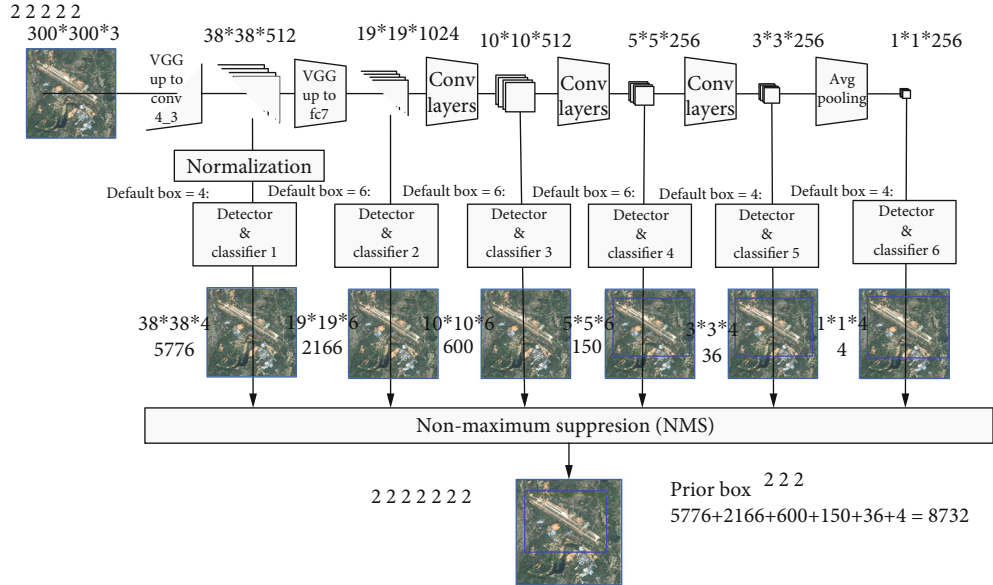 2 2 2 2 2
300*300*3
38*38*512
19*19*1024
10*10*512
5*5*256
3*3*256
1*1*256
VGG
up to
conv
4_3
VGG
up to
fc7
Conv
layers
Conv
layers
Conv
layers
Avg
pooling
Normalization
Default box = 4:
Default box = 6:
Default box = 6:
Default box = 6:
Default box = 4:
Default box = 4:
Detector
&
classifier 1
Detector
&
classifier 2
Detector
&
classifier 3
Detector
&
classifier 4
Detector
&
classifier 5
Detector
&
classifier 6
38*38*4
5776
19*19*6
2166
10*10*6
600
5*5*6
150
3*3*4
36
1*1*4
4
Non-maximum suppresion (NMS)
2 2 2 2 2 2 2
Prior box 2 2 2
5776+2166+600+150+36+4 = 8732